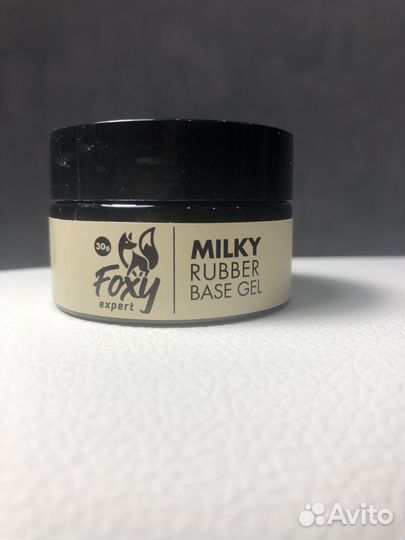 30g
Foxy
expert
MILKY
RUBBER
BASE GEL
Avito